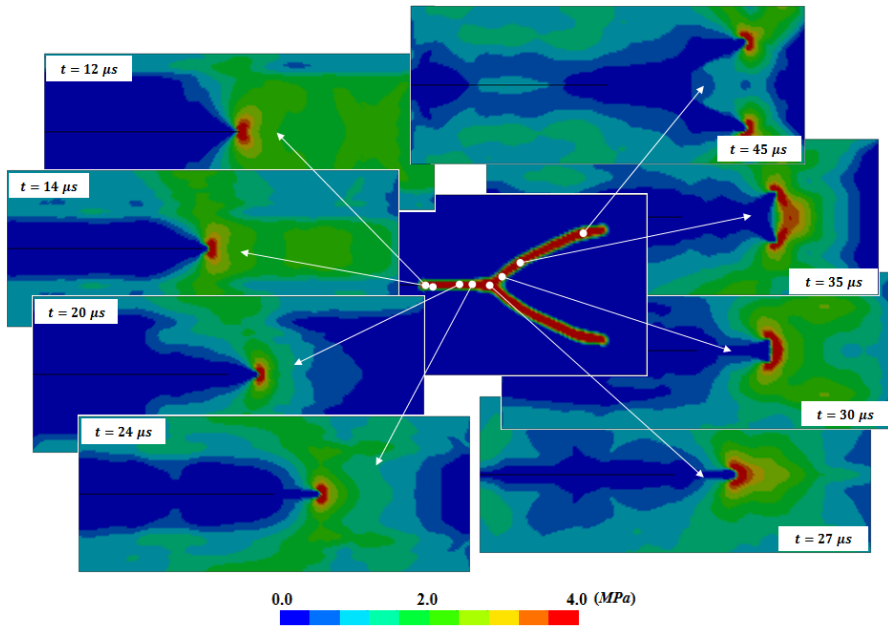 t = 12 μs
t = 45 μs
t = 14 μs
t = 35 μs
t = 20 μs
t = 30 μs
t = 24 μs
t = 27 μs
0.0 2.0 4.0 (MPa)